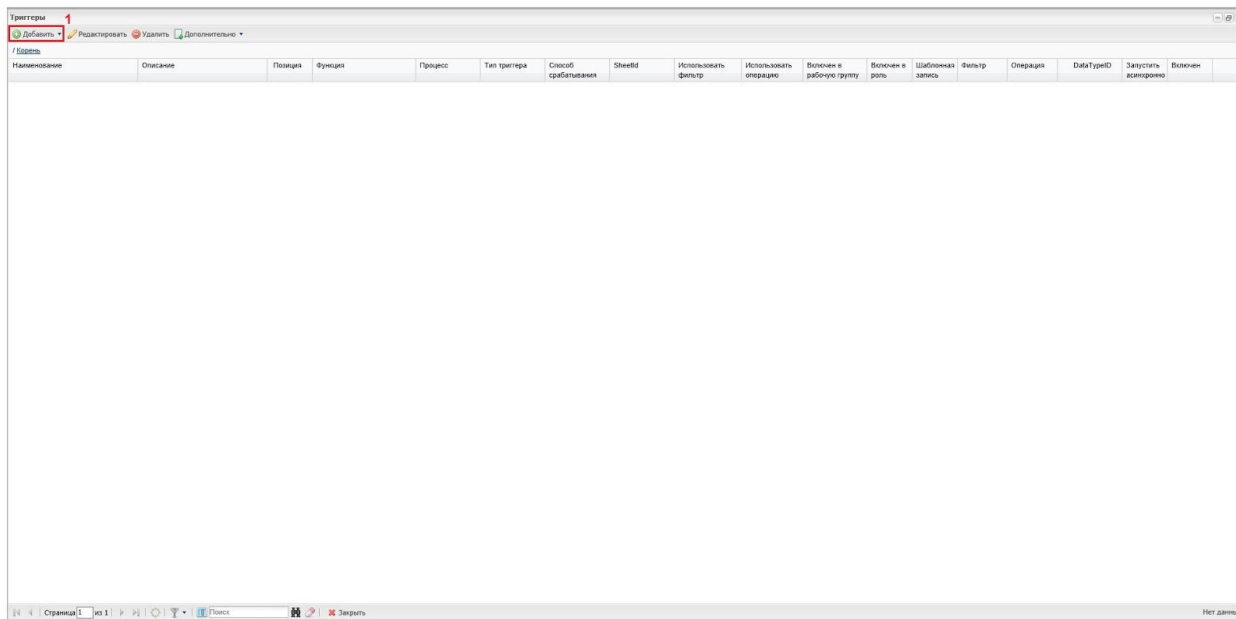 Триггеры 1
Добавить Редактировать Удалить Дополнительно
/ Корень
Наименование Описание Позиция Функция Процесс Тип триггера Способ срабатывания SheetId Использовать фильтр Использовать операцию Включен в рабочую группу Включен в роль Шаблонная запись Фильтр Операция DataTypeID Запустить асинхронно Включен
Страница 1 из 1 Поиск Закрыть Нет данны